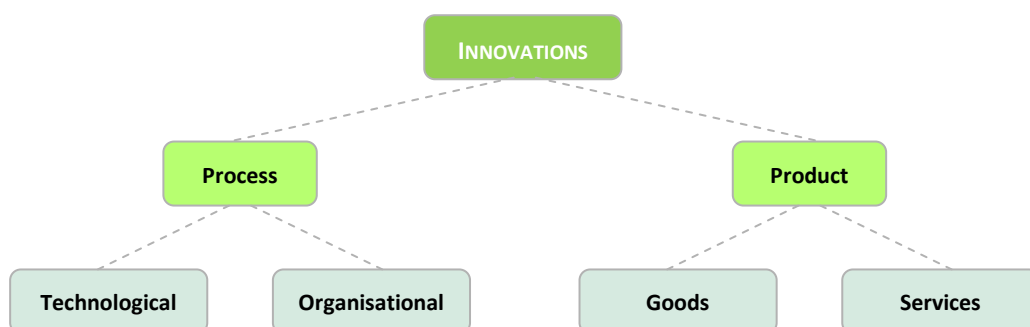 INNOVATIONS
Process
Product
Technological
Organisational
Goods
Services